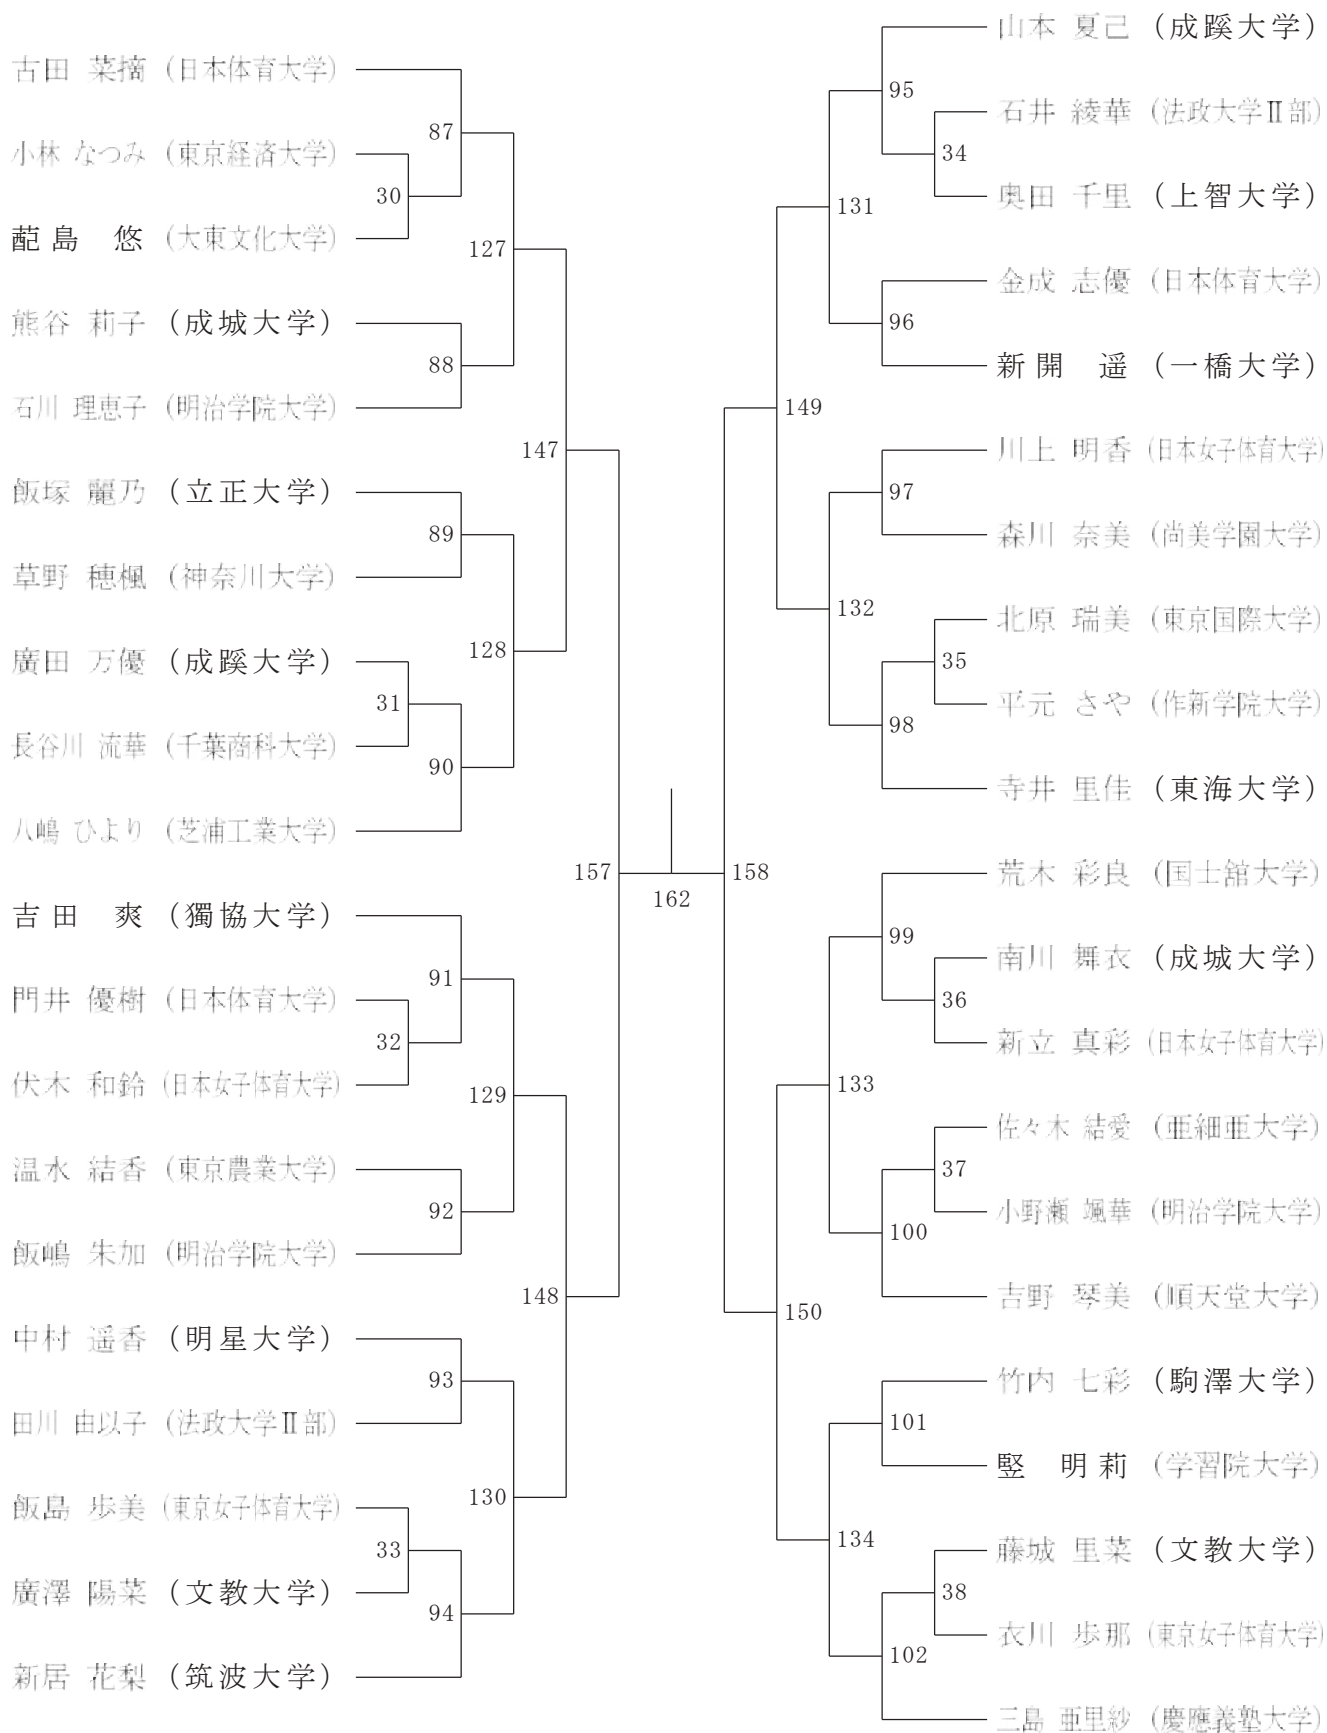 古田 菜摘 (日本体育大学)
87
小林 なつみ (東京経済大学)
30
島 悠 (大東文化大学)
127
熊谷 莉子 (成城大学)
88
石川 理恵子 (明治学院大学)
147
飯塚 麗乃 (立正大学)
89
草野 穂楓 (神奈川大学)
128
廣田 万優 (成蹊大学)
31
長谷川 流華 (千葉商科大学)
90
八嶋 ひより (芝浦工業大学)
157
吉田 爽 (獨協大学)
91
門井 優樹 (日本体育大学)
32
伏木 和鈴 (日本女子体育大学)
129
温水 結香 (東京農業大学)
92
飯嶋 朱加 (明治学院大学)
148
中村 遥香 (明星大学)
93
田川 由以子 (法政大学Ⅱ部)
130
飯島 歩美 (東京女子体育大学)
33
廣澤 陽菜 (文教大学)
94
新居 花梨 (筑波大学)
162
山本 夏己 (成蹊大学)
95
石井 綾華 (法政大学Ⅱ部)
34
奥田 千里 (上智大学)
131
金成 志優 (日本体育大学)
96
新開 遥 (一橋大学)
149
川上 明香 (日本女子体育大学)
97
森川 奈美 (尚美学園大学)
132
北原 瑞美 (東京国際大学)
35
平元 さや (作新学院大学)
98
寺井 里佳 (東海大学)
158
荒木 彩良 (国士舘大学)
99
南川 舞衣 (成城大学)
36
新立 真彩 (日本女子体育大学)
133
佐々木 結愛 (亜細亜大学)
37
小野瀬 颯華 (明治学院大学)
100
吉野 琴美 (順天堂大学)
150
竹内 七彩 (駒澤大学)
101
竪 明莉 (学習院大学)
134
藤城 里菜 (文教大学)
38
衣川 歩那 (東京女子体育大学)
102
三島 亜里紗 (慶應義塾大学)